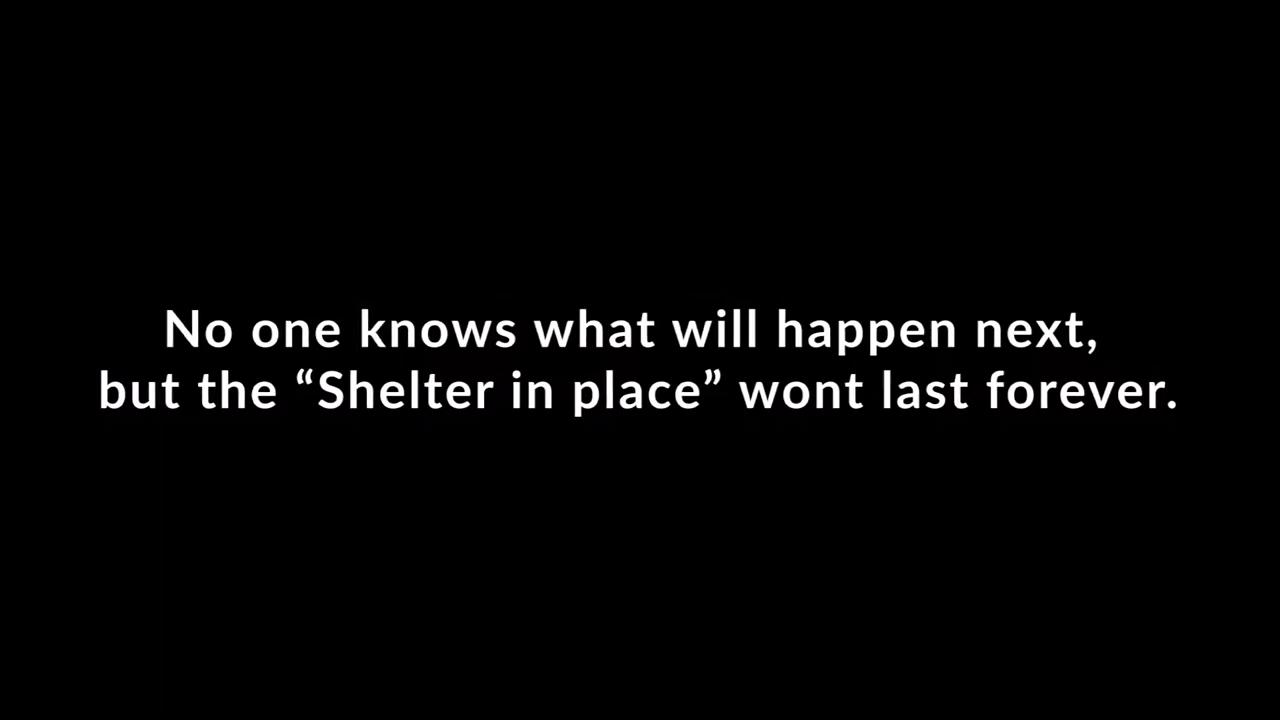 No one knows what will happen next,
but the “Shelter in place” wont last forever.